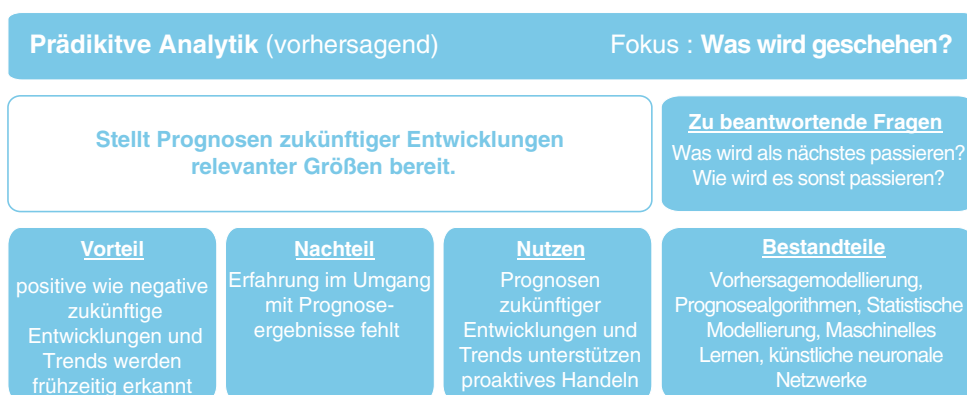 Prädikitve Analytik (vorhersagend)
Fokus : Was wird geschehen?
Stellt Prognosen zukünftiger Entwicklungen
relevanter Größen bereit.
Zu beantwortende Fragen
Was wird als nächstes passieren?
Wie wird es sonst passieren?
Vorteil
positive wie negative
zukünftige
Entwicklungen und
Trends werden
frühzeitig erkannt
Nachteil
Erfahrung im Umgang
mit Prognose-
ergebnisse fehlt
Nutzen
Prognosen
zukünftiger
Entwicklungen und
Trends unterstützen
proaktives Handeln
Bestandteile
Vorhersagemodellierung,
Prognosealgorithmen, Statistische
Modellierung, Maschinelles
Lernen, künstliche neuronale
Netzwerke